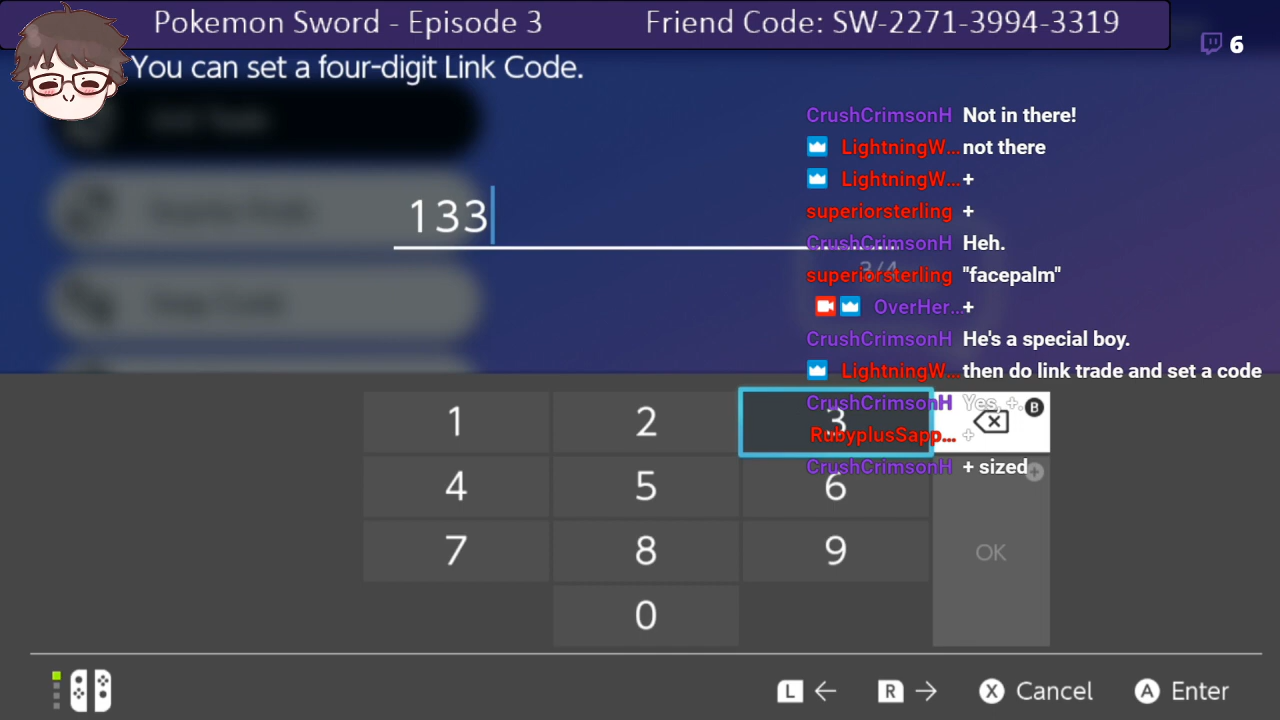 Pokemon Sword - Episode 3
Friend Code: SW-2271-3994-3319
6
You can set a four-digit Link Code.
133
3/4
CrushCrimsonH Not in there!
LightningW... not there
LightningW... +
superiorsterling +
CrushCrimsonH Heh.
superiorsterling "facepalm"
OverHer... +
CrushCrimsonH He's a special boy.
LightningW... then do link trade and set a code
CrushCrimsonH Yes, +.
RubyplusSapp... +
CrushCrimsonH + sized
1 2 3 B
4 5 6
7 8 9 OK
0
L ← R → X Cancel A Enter